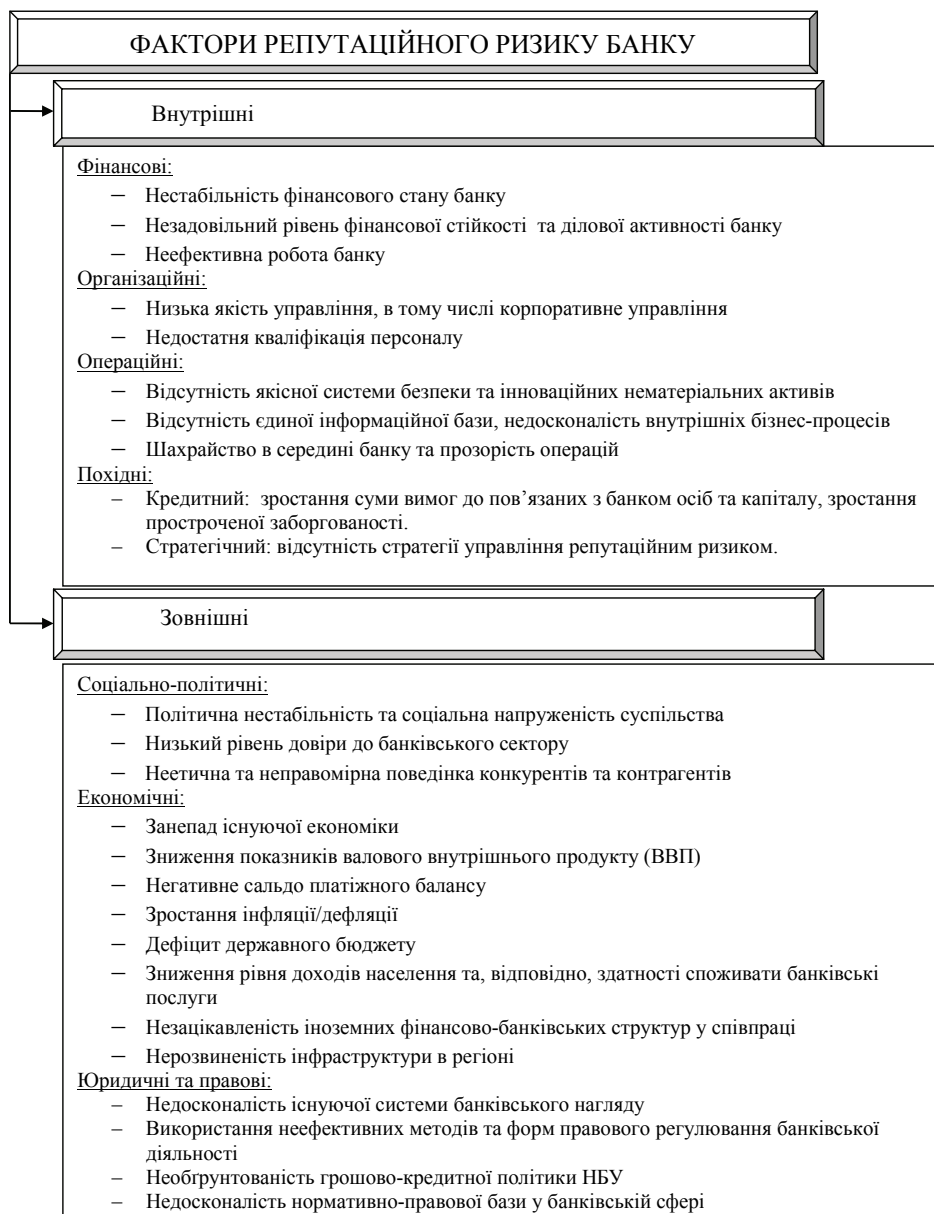 ФАКТОРИ РЕПУТАЦІЙНОГО РИЗИКУ БАНКУ
Внутрішні
Фінансові:
— Нестабільність фінансового стану банку
— Незадовільний рівень фінансової стійкості та ділової активності банку
— Неефективна робота банку
Організаційні:
— Низька якість управління, в тому числі корпоративне управління
— Недостатня кваліфікація персоналу
Операційні:
— Відсутність якісної системи безпеки та інноваційних нематеріальних активів
— Відсутність єдиної інформаційної бази, недосконалість внутрішніх бізнес-процесів
— Шахрайство в середині банку та прозорість операцій
Похідні:
– Кредитний: зростання суми вимог до пов’язаних з банком осіб та капіталу, зростання
простроченої заборгованості.
– Стратегічний: відсутність стратегії управління репутаційним ризиком.
Зовнішні
Соціально-політичні:
— Політична нестабільність та соціальна напруженість суспільства
— Низький рівень довіри до банківського сектору
— Неетична та неправомірна поведінка конкурентів та контрагентів
Економічні:
— Занепад існуючої економіки
— Зниження показників валового внутрішнього продукту (ВВП)
— Негативне сальдо платіжного балансу
— Зростання інфляції/дефляції
— Дефіцит державного бюджету
— Зниження рівня доходів населення та, відповідно, здатності споживати банківські
послуги
— Незацікавленість іноземних фінансово-банківських структур у співпраці
— Нерозвиненість інфраструктури в регіоні
Юридичні та правові:
– Недосконалість існуючої системи банківського нагляду
– Використання неефективних методів та форм правового регулювання банківської
діяльності
– Необґрунтованість грошово-кредитної політики НБУ
– Недосконалість нормативно-правової бази у банківській сфері